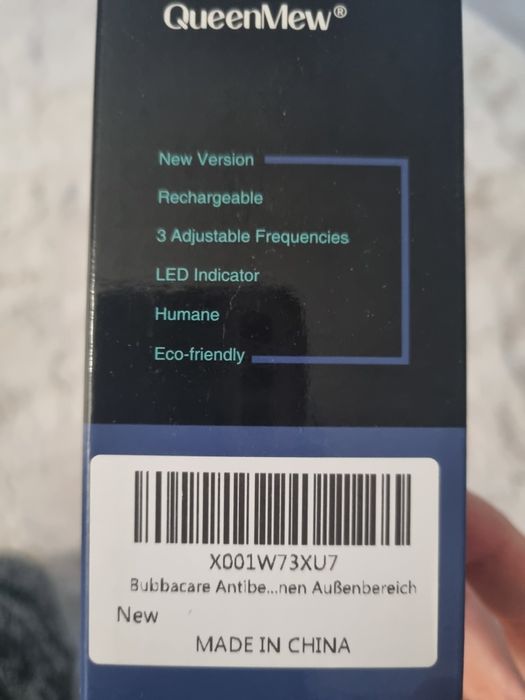 QueenMew®
New Version
Rechargeable
3 Adjustable Frequencies
LED Indicator
Humane
Eco-friendly
X001W73XU7
Bubbacare Antibe...nen Außenbereich
New
MADE IN CHINA